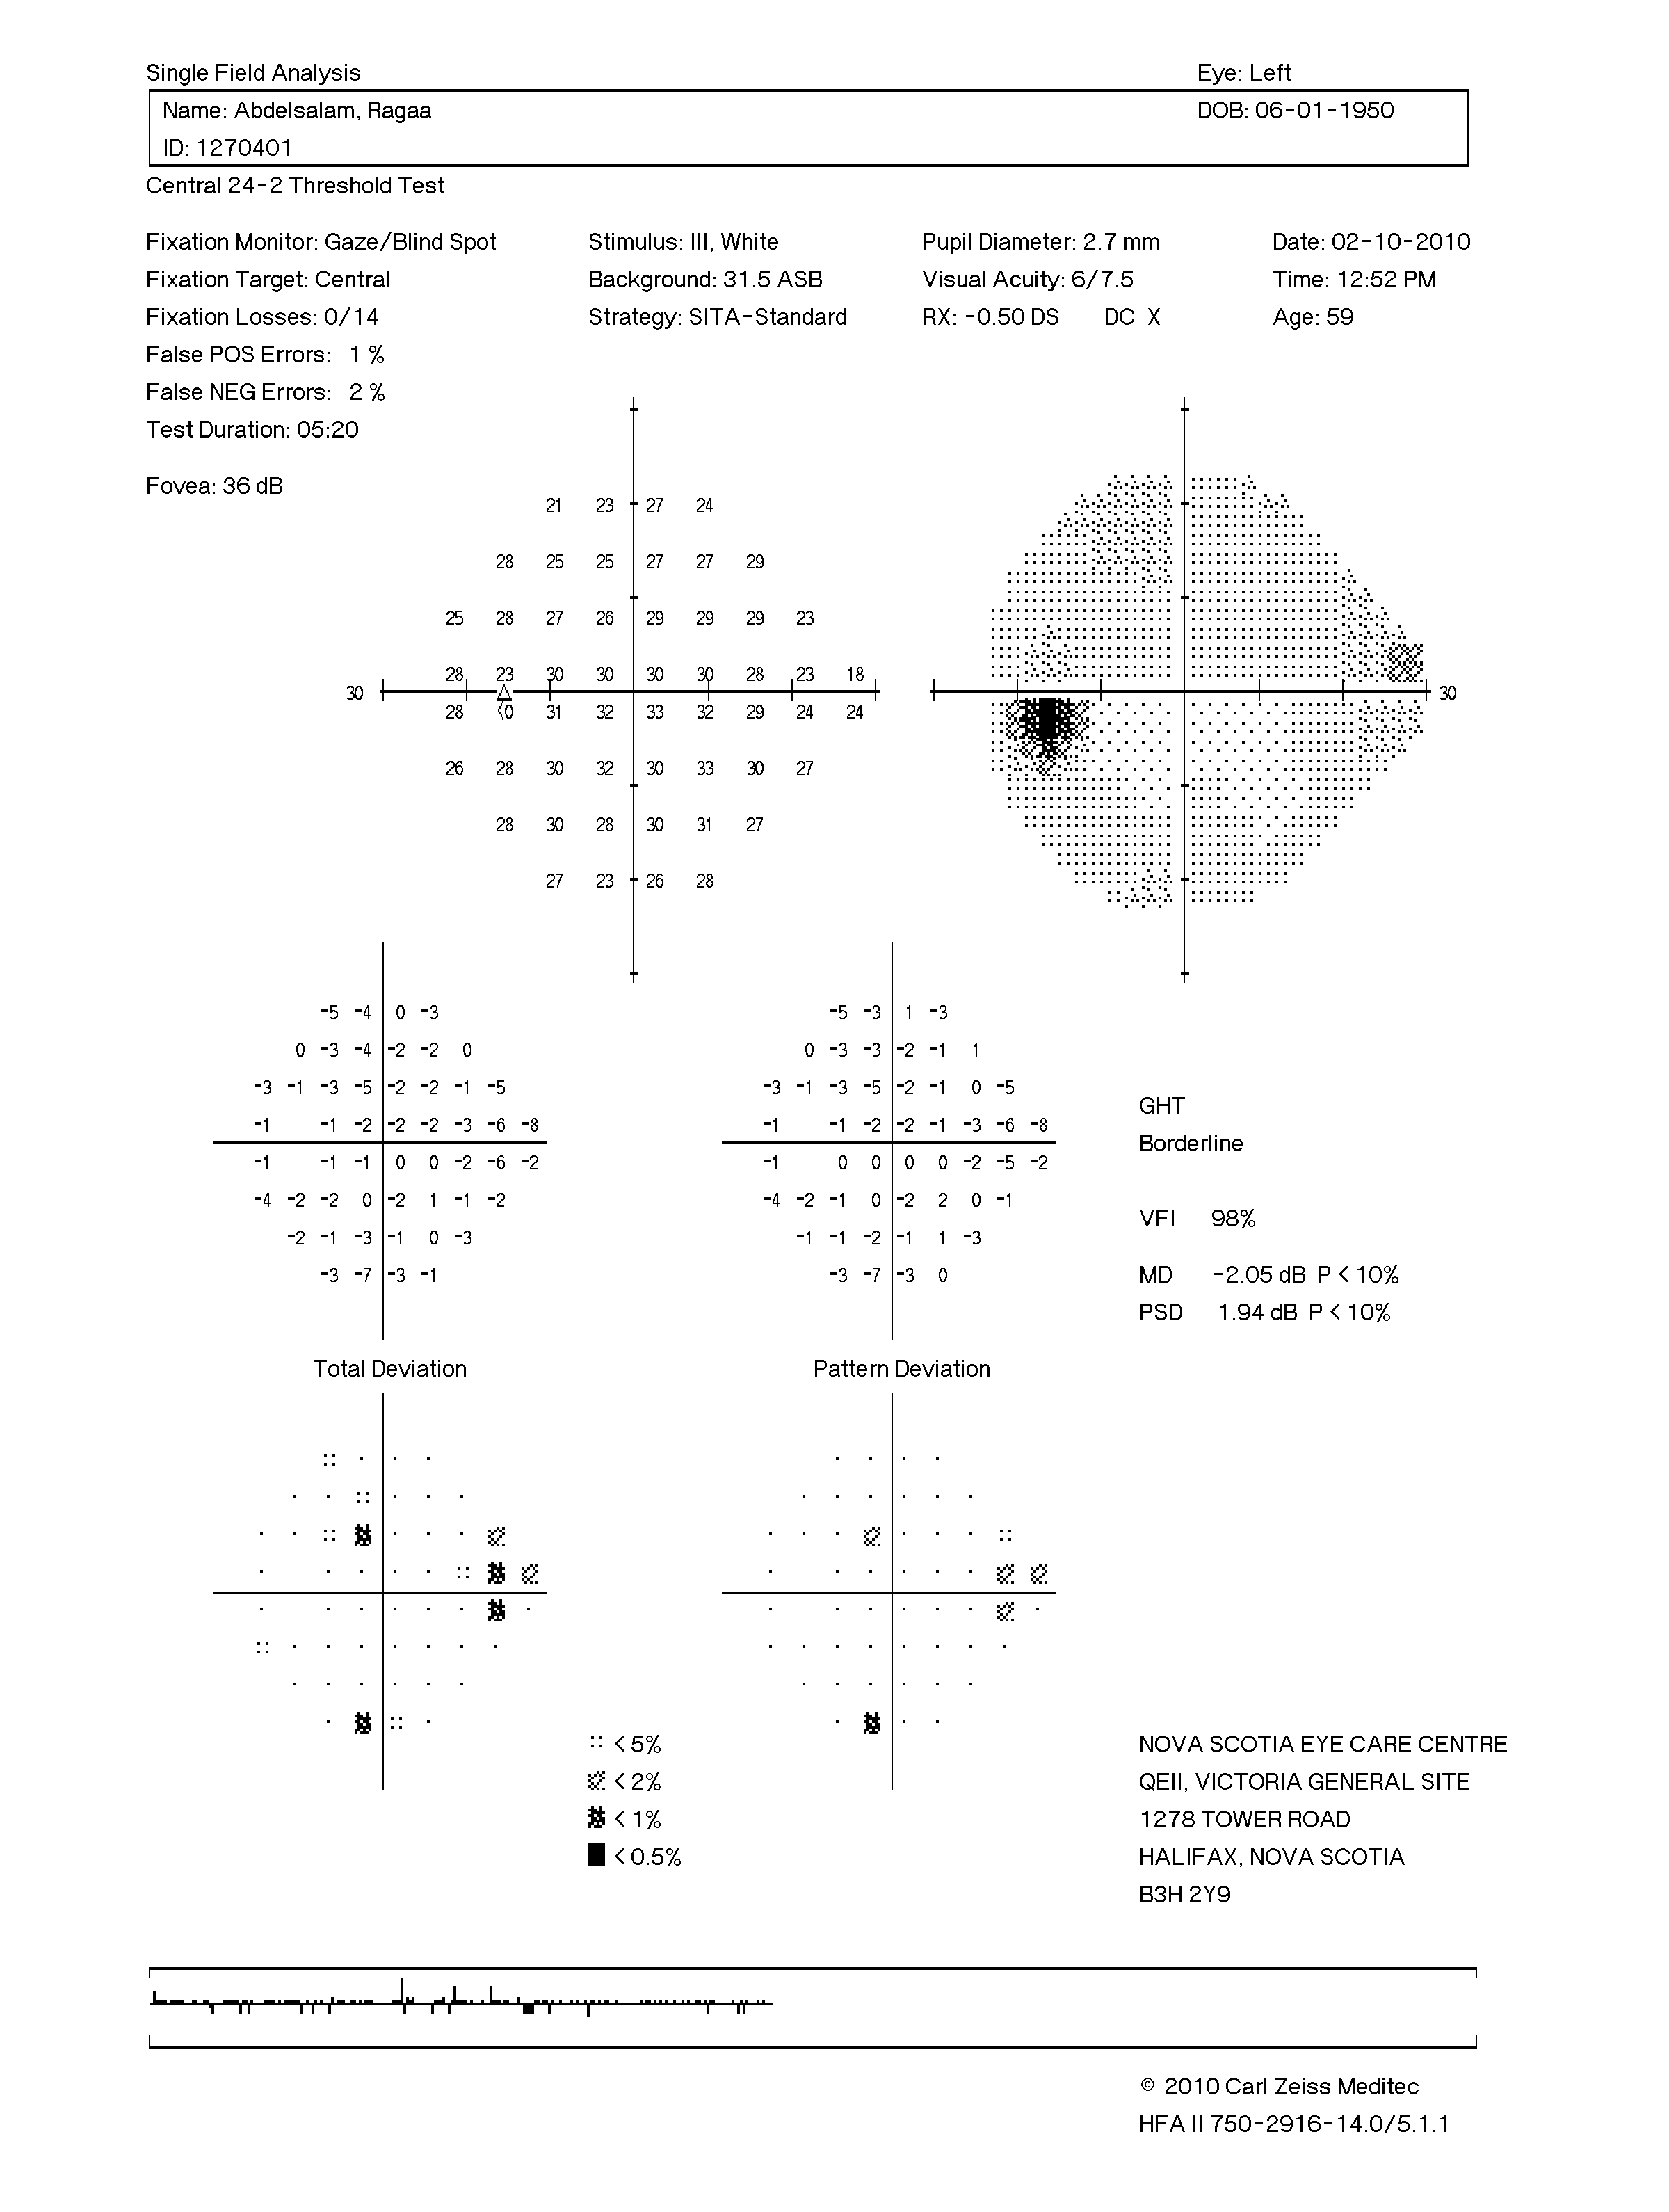 Single Field Analysis
Eye: Left
Name: Abdelsalam, Ragaa
DOB: 06-01-1950
ID: 1270401
Central 24-2 Threshold Test
Fixation Monitor: Gaze/Blind Spot
Stimulus: III, White
Pupil Diameter: 2.7 mm
Date: 02-10-2010
Fixation Target: Central
Background: 31.5 ASB
Visual Acuity: 6/7.5
Time: 12:52 PM
Fixation Losses: 0/14
Strategy: SITA-Standard
RX: -0.50 DS DC X
Age: 59
False POS Errors: 1 %
False NEG Errors: 2 %
Test Duration: 05:20
Fovea: 36 dB
21 23 27 24
28 25 25 27 27 29
25 28 27 26 29 29 29 23
28 23 30 30 30 30 28 23 18
30
30
28 <0 31 32 33 32 29 24 24
26 28 30 32 30 33 30 27
28 30 28 30 31 27
27 23 26 28
-5 -4 0 -3
0 -3 -4 -2 -2 0
-3 -1 -3 -5 -2 -2 -1 -5
-1 -1 -2 -2 -2 -3 -6 -8
-1 -1 -1 0 0 -2 -6 -2
-4 -2 -2 0 -2 1 -1 -2
-2 -1 -3 -1 0 -3
-3 -7 -3 -1
Total Deviation
-5 -3 1 -3
0 -3 -3 -2 -1 1
-3 -1 -3 -5 -2 -1 0 -5
-1 -1 -2 -2 -1 -3 -6 -8
-1 0 0 0 0 -2 -5 -2
-4 -2 -1 0 -2 2 0 -1
-1 -1 -2 -1 1 -3
-3 -7 -3 0
Pattern Deviation
GHT
Borderline
VFI 98%
MD -2.05 dB P < 10%
PSD 1.94 dB P < 10%
< 5%
< 2%
< 1%
< 0.5%
NOVA SCOTIA EYE CARE CENTRE
QEII, VICTORIA GENERAL SITE
1278 TOWER ROAD
HALIFAX, NOVA SCOTIA
B3H 2Y9
© 2010 Carl Zeiss Meditec
HFA II 750-2916-14.0/5.1.1